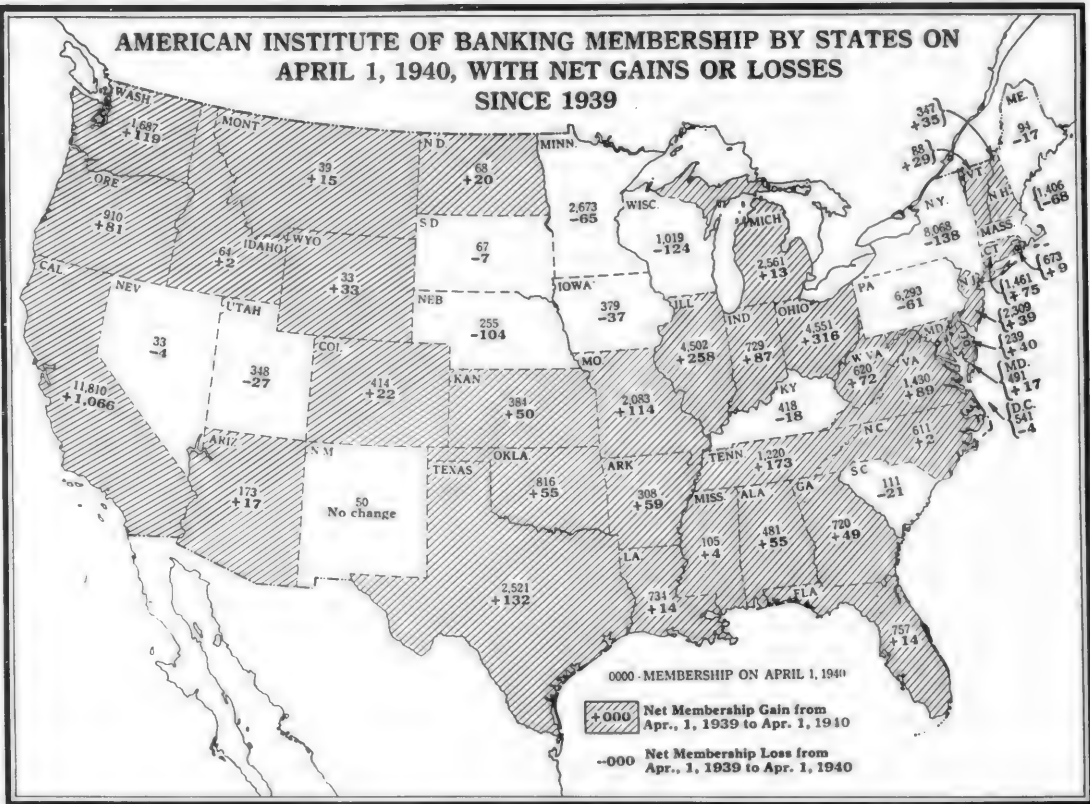 AMERICAN INSTITUTE OF BANKING MEMBERSHIP BY STATES ON
APRIL 1, 1940, WITH NET GAINS OR LOSSES
SINCE 1939
WASH
1,687
+119
ORE
910
+81
CAL
11,810
+1,066
NEV
33
-4
IDAHO
64
+2
MONT
39
+15
WYO
33
+33
UTAH
348
-27
COL
414
+22
ARIZ
173
+17
N M
50
No change
N D
68
+20
S D
67
-7
NEB
255
-104
KAN
384
+50
OKLA.
816
+55
TEXAS
2,521
+132
MINN.
2,673
-65
IOWA
379
-37
MO
2,083
+114
ARK
308
+59
LA.
734
+14
WISC.
1,019
-124
ILL
4,502
+258
MICH
2,561
+13
IND
729
+87
OHIO
4,551
+316
KY
418
-18
TENN.
1,220
+173
MISS.
105
+4
ALA
481
+55
GA
720
+49
FLA
757
+14
S C
111
-21
N C
611
+2
VA
1,430
+89
W VA
620
+72
MD
PA
6,293
-61
N.Y.
8,068
-138
VT
N H
MASS.
CT
ME.
94
-17
347
+35
88
+29
1,406
-68
673
+9
1,461
+75
2,309
+39
239
+40
MD.
491
+17
D.C.
541
-4
0000 - MEMBERSHIP ON APRIL 1, 1940
+000 Net Membership Gain from
Apr., 1, 1939 to Apr. 1, 1940
--000 Net Membership Loss from
Apr., 1, 1939 to Apr. 1, 1940